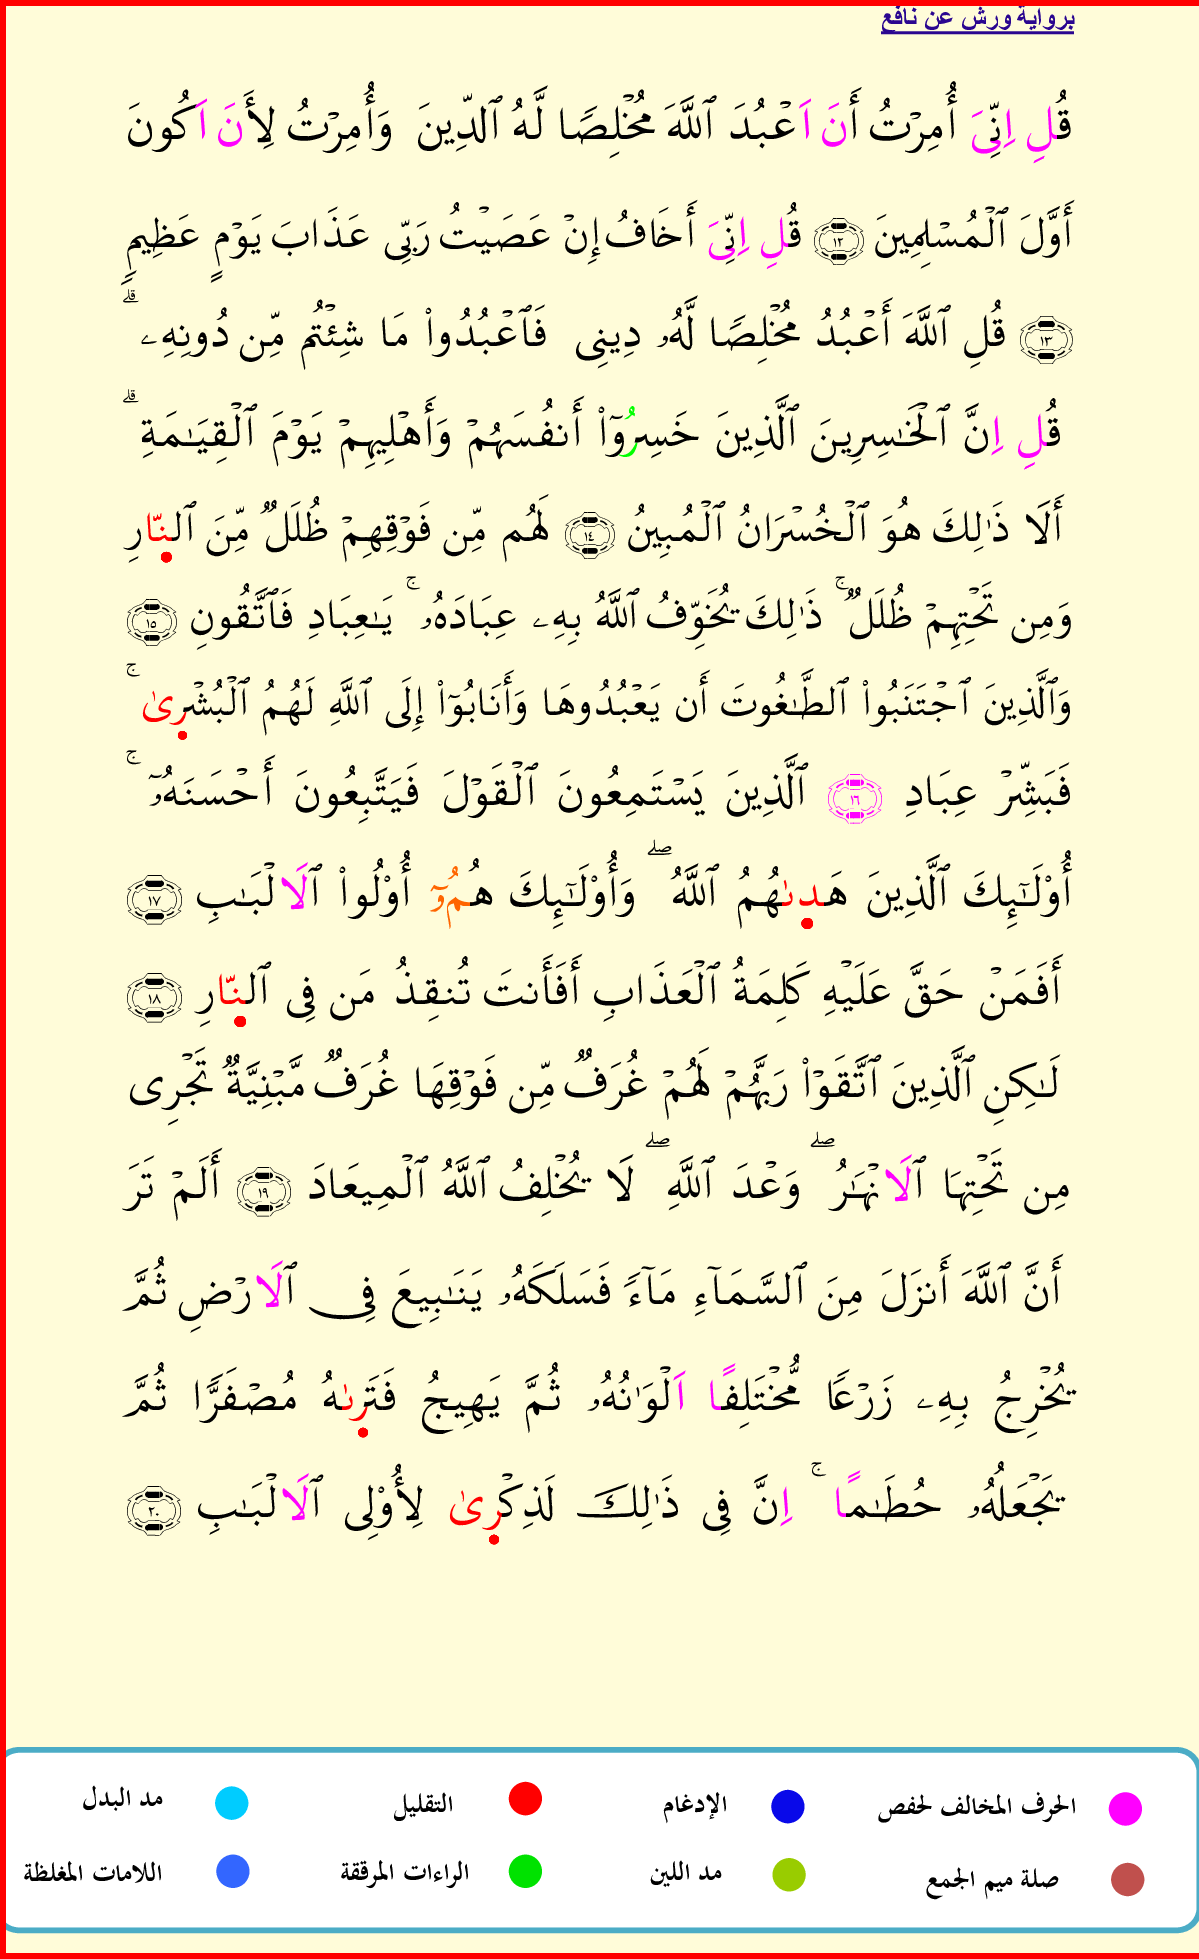 برواية ورش عن نافع
قُلِ اِنِّىَ أُمِرْتُ أَنَ اَعْبُدَ ٱللَّهَ مُخْلِصًا لَّهُ ٱلدِّينَ وَأُمِرْتُ لِأَنَ اَكُونَ
أَوَّلَ ٱلْمُسْلِمِينَ ١٢ قُلِ اِنِّىَ أَخَافُ إِنْ عَصَيْتُ رَبِّى عَذَابَ يَوْمٍ عَظِيمٍ
١٣ قُلِ ٱللَّهَ أَعْبُدُ مُخْلِصًا لَّهُۥ دِينِى فَٱعْبُدُواْ مَا شِئْتُم مِّن دُونِهِۦ ۗ
قُلِ اِنَّ ٱلْخَٰسِرِينَ ٱلَّذِينَ خَسِرُوٓاْ أَنفُسَهُمْ وَأَهْلِيهِمْ يَوْمَ ٱلْقِيَٰمَةِ ۗ
أَلَا ذَٰلِكَ هُوَ ٱلْخُسْرَانُ ٱلْمُبِينُ ١٤ لَهُم مِّن فَوْقِهِمْ ظُلَلٌ مِّنَ ٱلنّارِ
وَمِن تَحْتِهِمْ ظُلَلٌ ۚ ذَٰلِكَ يُخَوِّفُ ٱللَّهُ بِهِۦ عِبَادَهُۥ ۚ يَٰعِبَادِ فَٱتَّقُونِ ١٥
وَٱلَّذِينَ ٱجْتَنَبُواْ ٱلطَّٰغُوتَ أَن يَعْبُدُوهَا وَأَنَابُوٓاْ إِلَى ٱللَّهِ لَهُمُ ٱلْبُشْرِىٰ ۚ
فَبَشِّرْ عِبَادِ ١٦ ٱلَّذِينَ يَسْتَمِعُونَ ٱلْقَوْلَ فَيَتَّبِعُونَ أَحْسَنَهُۥٓ ۚ
أُوْلَٰٓئِكَ ٱلَّذِينَ هَدِىٰهُمُ ٱللَّهُ ۖ وَأُوْلَٰٓئِكَ هُمُۥٓ أُوْلُواْ ٱلَالْبَٰبِ ١٧
أَفَمَنْ حَقَّ عَلَيْهِ كَلِمَةُ ٱلْعَذَابِ أَفَأَنتَ تُنقِذُ مَن فِى ٱلنّارِ ١٨
لَٰكِنِ ٱلَّذِينَ ٱتَّقَوْاْ رَبَّهُمْ لَهُمْ غُرَفٌ مِّن فَوْقِهَا غُرَفٌ مَّبْنِيَّةٌ تَجْرِى
مِن تَحْتِهَا ٱلَانْهَٰرُ ۖ وَعْدَ ٱللَّهِ ۖ لَا يُخْلِفُ ٱللَّهُ ٱلْمِيعَادَ ١٩ أَلَمْ تَرَ
أَنَّ ٱللَّهَ أَنزَلَ مِنَ ٱلسَّمَآءِ مَآءً فَسَلَكَهُۥ يَنَٰبِيعَ فِى ٱلَارْضِ ثُمَّ
يُخْرِجُ بِهِۦ زَرْعًا مُّخْتَلِفًا اَلْوَٰنُهُۥ ثُمَّ يَهِيجُ فَتَرِىٰهُ مُصْفَرًّا ثُمَّ
يَجْعَلُهُۥ حُطَٰمًا ۚ اِنَّ فِى ذَٰلِكَ لَذِكْرِىٰ لِأُوْلِى ٱلَالْبَٰبِ ٢٠
الحرف المخالف لحفص الإدغام التقليل مد البدل
صلة ميم الجمع مد اللين الراءات المرققة اللامات المغلظة